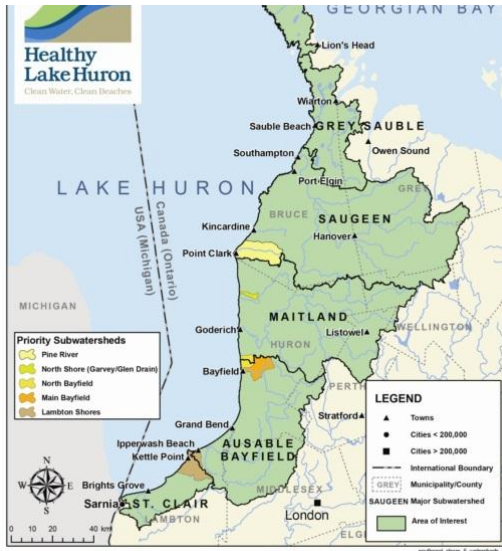 GEORGIAN BAY
Healthy
Lake Huron
Clean Water, Clean Beaches
Lion's Head
Wiarton
Sauble Beach
GREY SAUBLE
Owen Sound
Southampton
Port Elgin
GREY
LAKE HURON
BRUCE
SAUGEEN
Kincardine
Hanover
Canada (Ontario)
USA (Michigan)
Point Clark
MICHIGAN
MAITLAND
Goderich
Listowel
WELLINGTON
HURON
Priority Subwatersheds
Pine River
North Shore (Garvey/Glen Drain)
North Bayfield
Main Bayfield
Lambton Shores
Bayfield
PERTH
Stratford
LEGEND
Towns
Cities < 200,000
Cities > 200,000
International Boundary
GREY Municipality/County
SAUGEEN Major Subwatershed
Area of Interest
Grand Bend
Ipperwash Beach
Kettle Point
AUSABLE
BAYFIELD
N
W E
S
Brights Grove
Sarnia
ST. CLAIR
MIDDLESEX
LAMBTON
London
ELGI
0 10 20 40 km